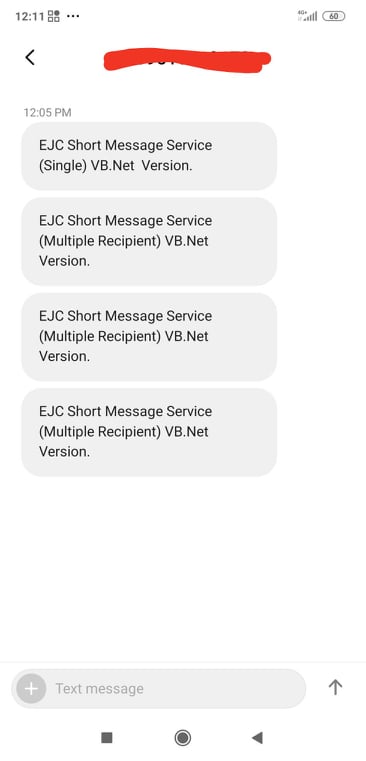 12:11
4G+
60
12:05 PM
EJC Short Message Service
(Single) VB.Net  Version.
EJC Short Message Service
(Multiple Recipient) VB.Net
Version.
EJC Short Message Service
(Multiple Recipient) VB.Net
Version.
EJC Short Message Service
(Multiple Recipient) VB.Net
Version.
Text message